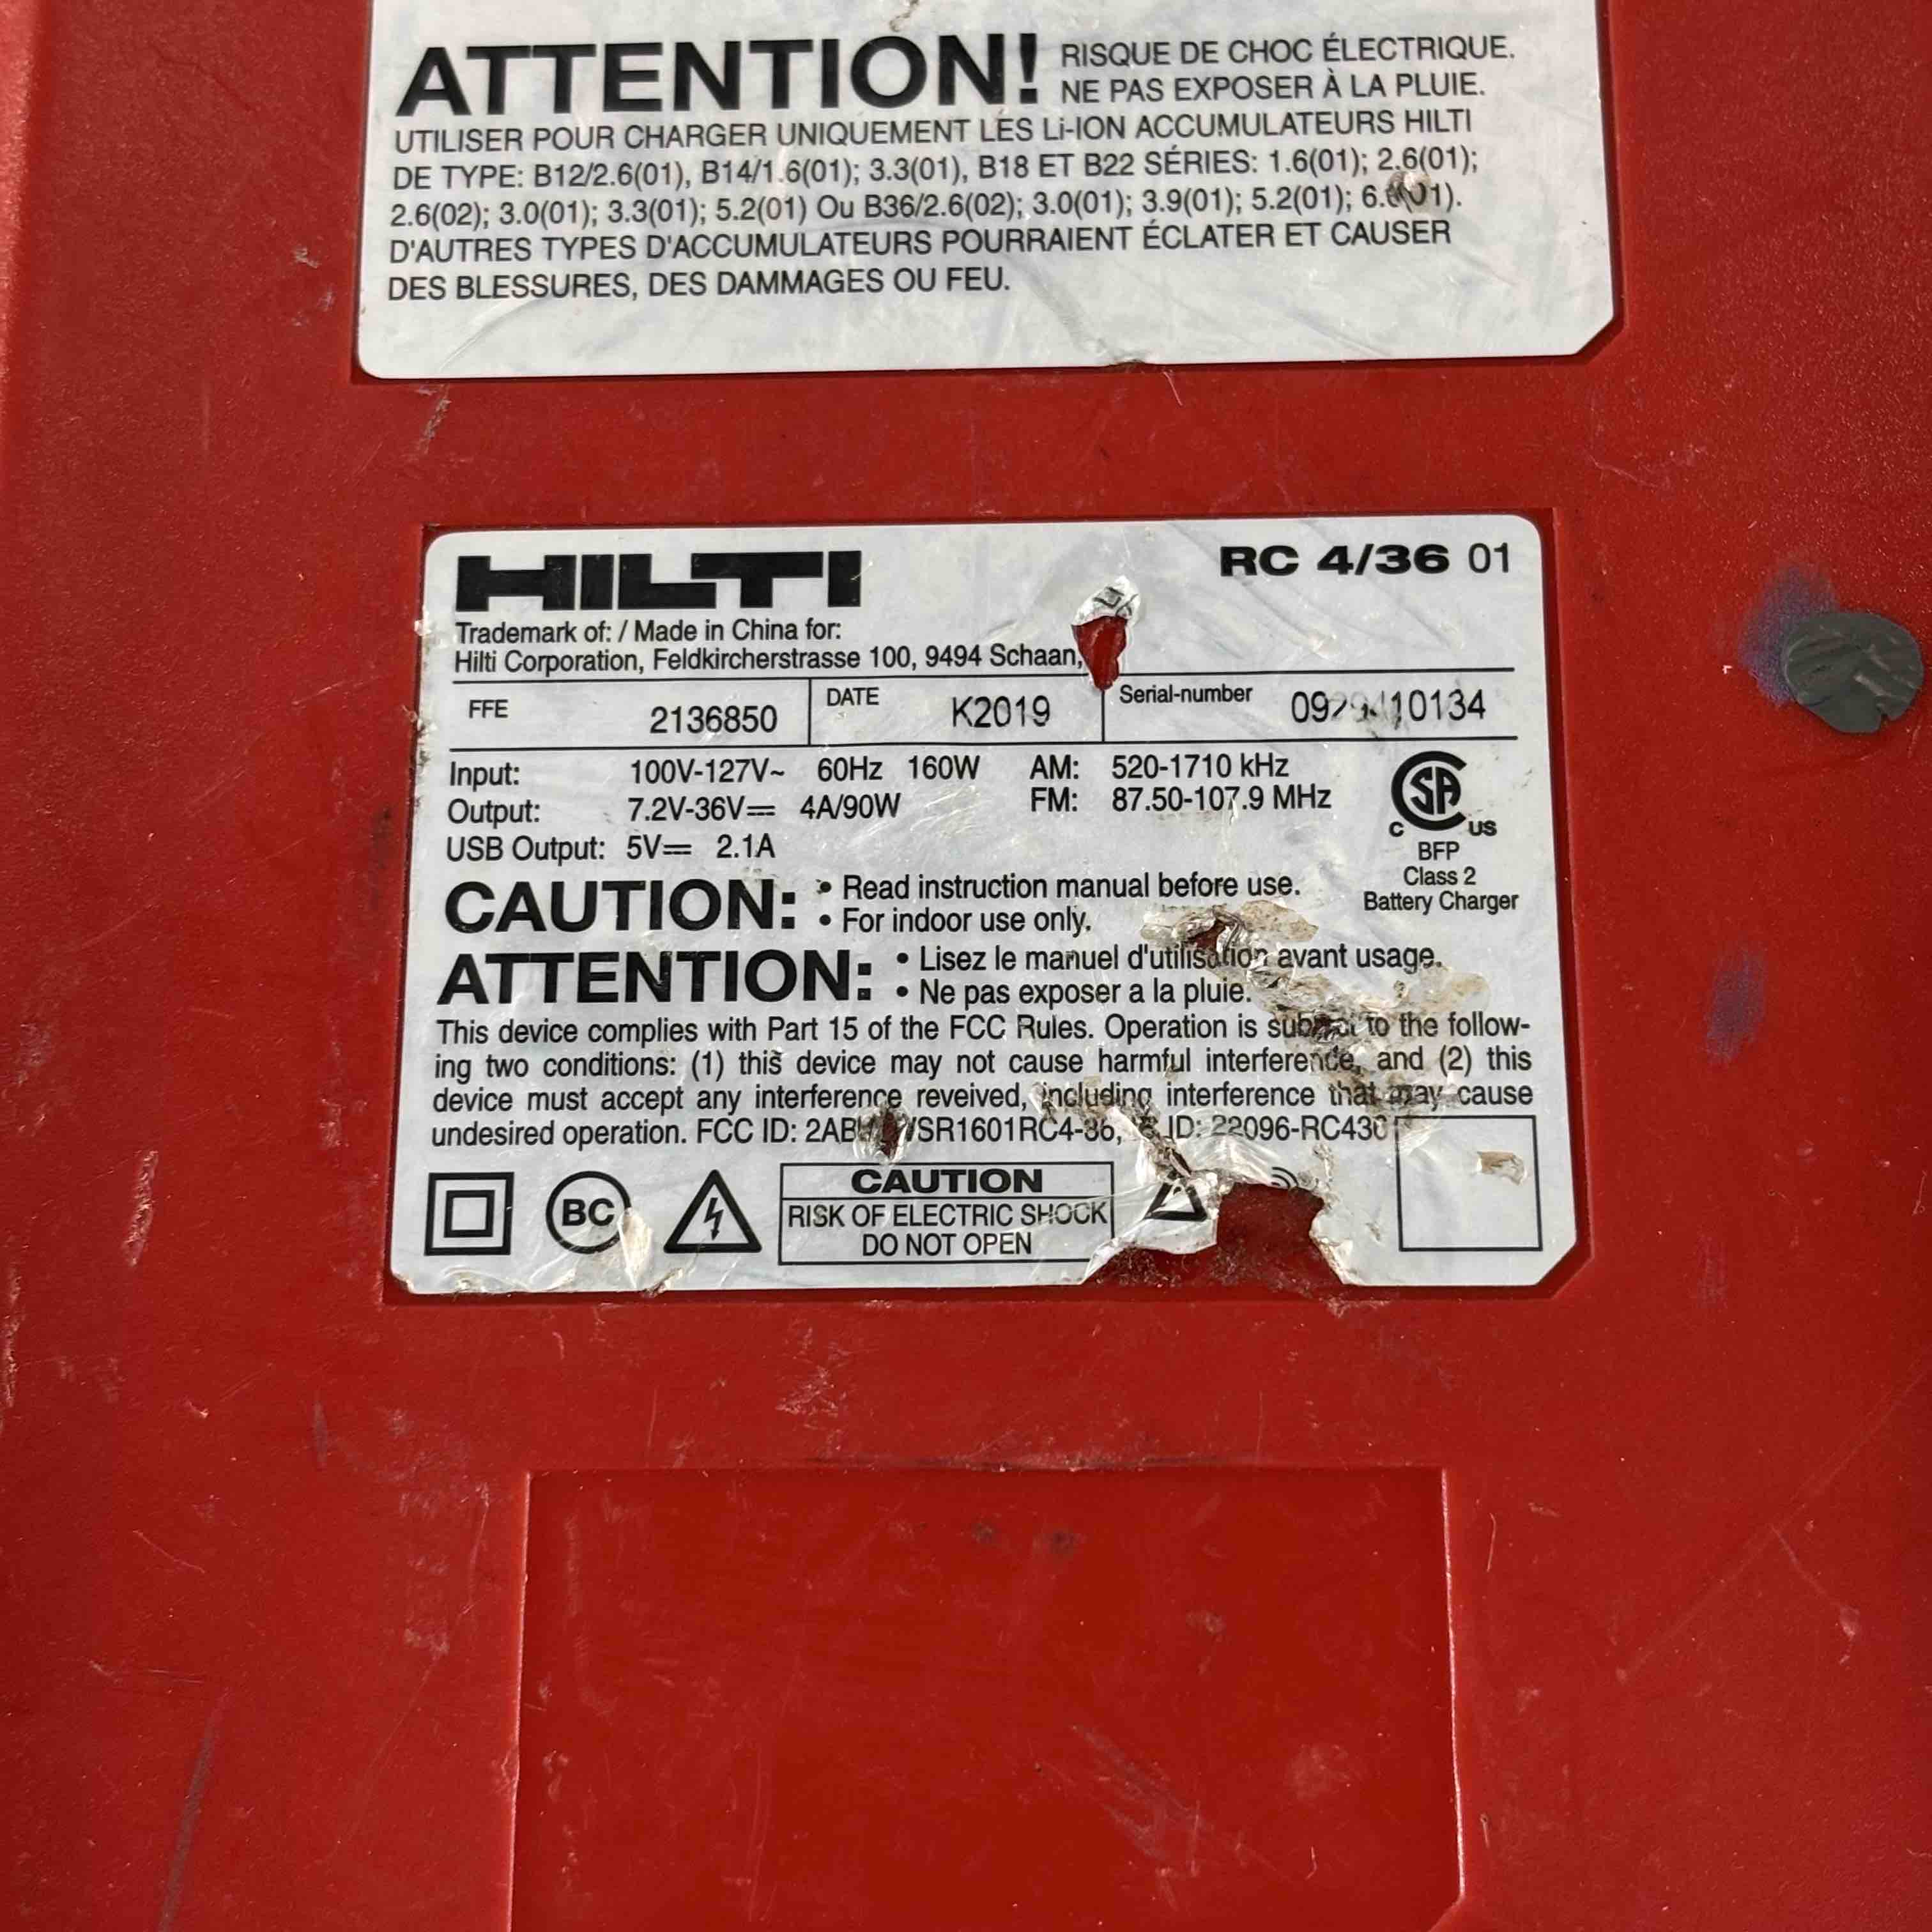 ATTENTION! RISQUE DE CHOC ÉLECTRIQUE.
NE PAS EXPOSER À LA PLUIE.
UTILISER POUR CHARGER UNIQUEMENT LES Li-ION ACCUMULATEURS HILTI
DE TYPE: B12/2.6(01), B14/1.6(01); 3.3(01), B18 ET B22 SÉRIES: 1.6(01); 2.6(01);
2.6(02); 3.0(01); 3.3(01); 5.2(01) Ou B36/2.6(02); 3.0(01); 3.9(01); 5.2(01);
D'AUTRES TYPES D'ACCUMULATEURS POURRAIENT ÉCLATER ET CAUSER
DES BLESSURES, DES DAMMAGES OU FEU.
HILTI RC 4/36 01
Trademark of: / Made in China for:
Hilti Corporation, Feldkircherstrasse 100, 9494 Schaan,
FFE 2136850 DATE K2019 Serial-number
Input: 100V-127V~ 60Hz 160W AM: 520-1710 kHz
Output: 7.2V-36V⎓ 4A/90W FM: 87.50-107.9 MHz
USB Output: 5V⎓ 2.1A
CSA
C US
BFP
Class 2
Battery Charger
CAUTION: • Read instruction manual before use.
• For indoor use only.
ATTENTION: • Lisez le manuel d'utilisation avant usage.
• Ne pas exposer a la pluie.
This device complies with Part 15 of the FCC Rules. Operation is subject to the follow-
ing two conditions: (1) this device may not cause harmful interference, and (2) this
device must accept any interference reveived, including interference that may cause
undesired operation. FCC ID: ID: 22096-RC430
BC
CAUTION
RISK OF ELECTRIC SHOCK
DO NOT OPEN